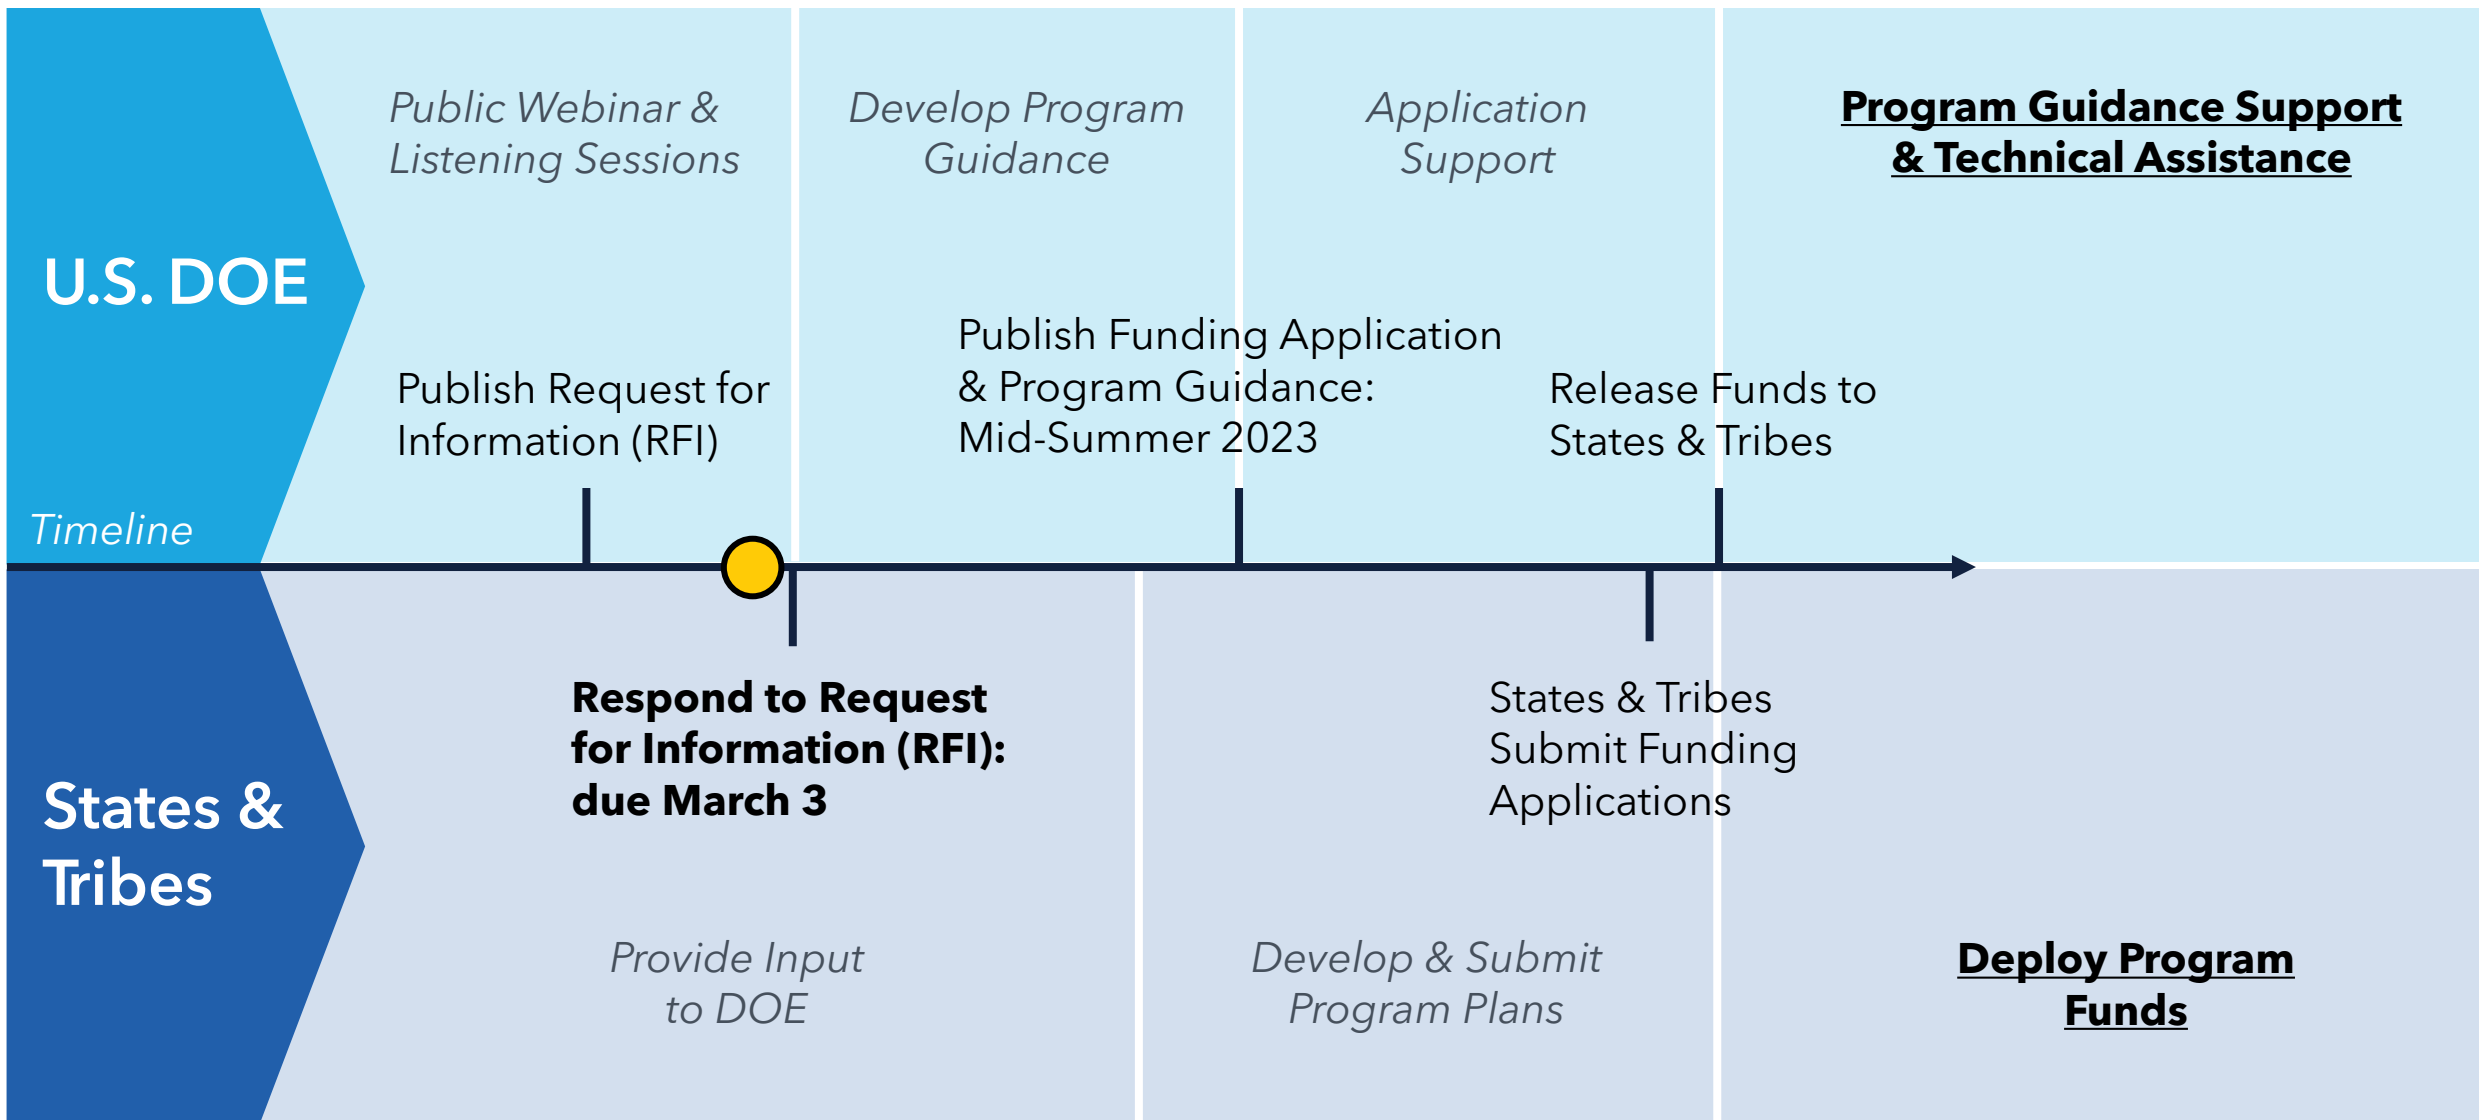 Public Webinar &
Listening Sessions
Develop Program
Guidance
Application
Support
Program Guidance Support
& Technical Assistance
U.S. DOE
Publish Request for
Information (RFI)
Publish Funding Application
& Program Guidance:
Mid-Summer 2023
Release Funds to
States & Tribes
Timeline
States &
Tribes
Respond to Request
for Information (RFI):
due March 3
States & Tribes
Submit Funding
Applications
Provide Input
to DOE
Develop & Submit
Program Plans
Deploy Program
Funds